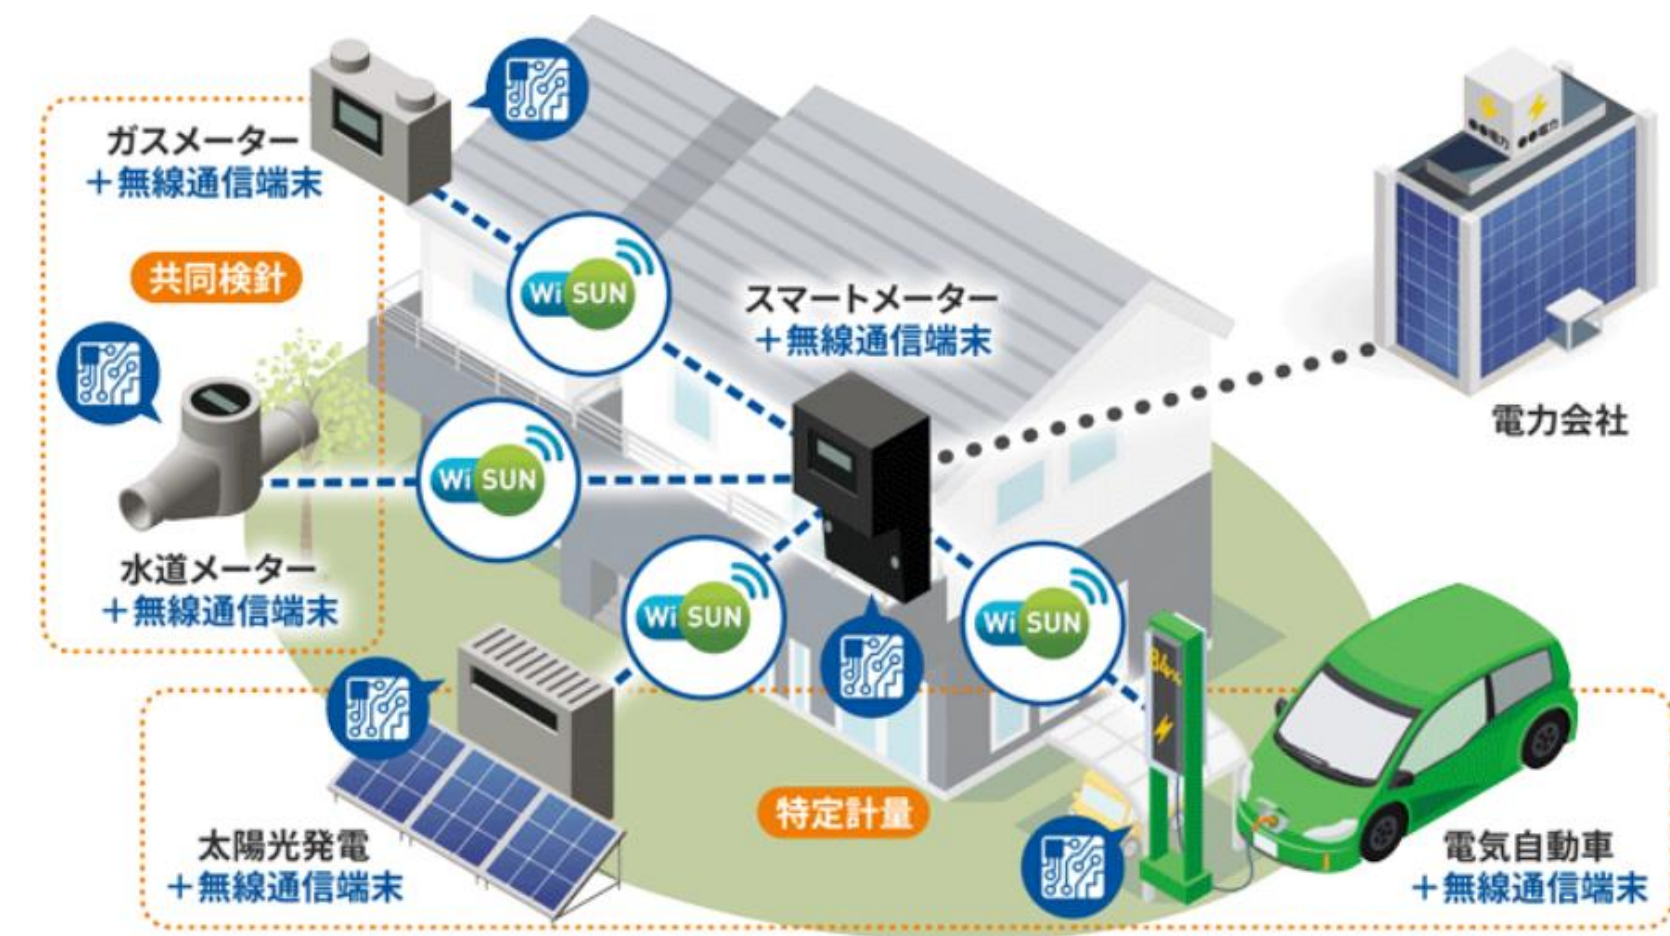 ガスメーター
+無線通信端末
共同検針
Wi SUN
スマートメーター
+無線通信端末
●●電力
●●電力
電力会社
Wi SUN
水道メーター
+無線通信端末
Wi SUN
Wi SUN
特定計量
太陽光発電
+無線通信端末
電気自動車
+無線通信端末